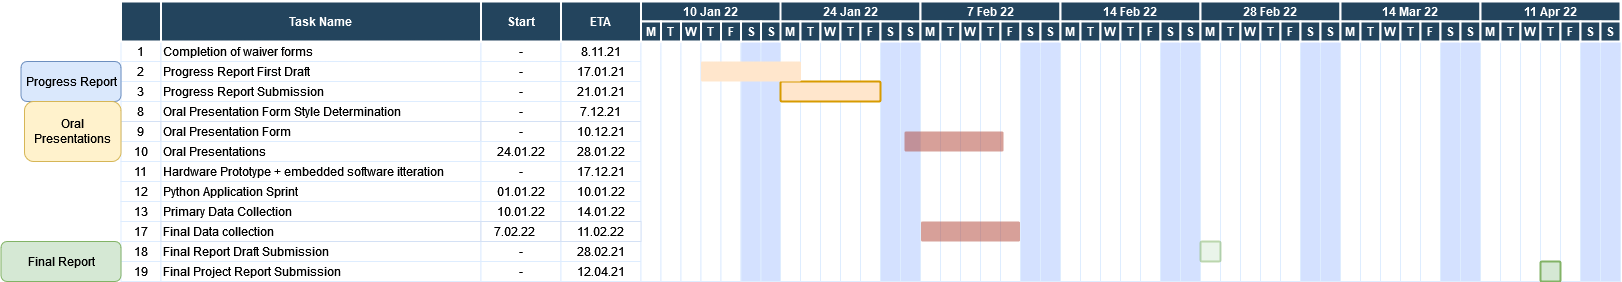 Task Name Start ETA 10 Jan 22 24 Jan 22 7 Feb 22 14 Feb 22 28 Feb 22 14 Mar 22 11 Apr 22
M T W T F S S M T W T F S S M T W T F S S M T W T F S S M T W T F S S M T W T F S S M T W T F S S
1 Completion of waiver forms - 8.11.21
Progress Report
2 Progress Report First Draft - 17.01.21
3 Progress Report Submission - 21.01.21
Oral
Presentations
8 Oral Presentation Form Style Determination - 7.12.21
9 Oral Presentation Form - 10.12.21
10 Oral Presentations 24.01.22 28.01.22
11 Hardware Prototype + embedded software itteration - 17.12.21
12 Python Application Sprint 01.01.22 10.01.22
13 Primary Data Collection 10.01.22 14.01.22
17 Final Data collection 7.02.22 11.02.22
Final Report
18 Final Report Draft Submission - 28.02.21
19 Final Project Report Submission - 12.04.21